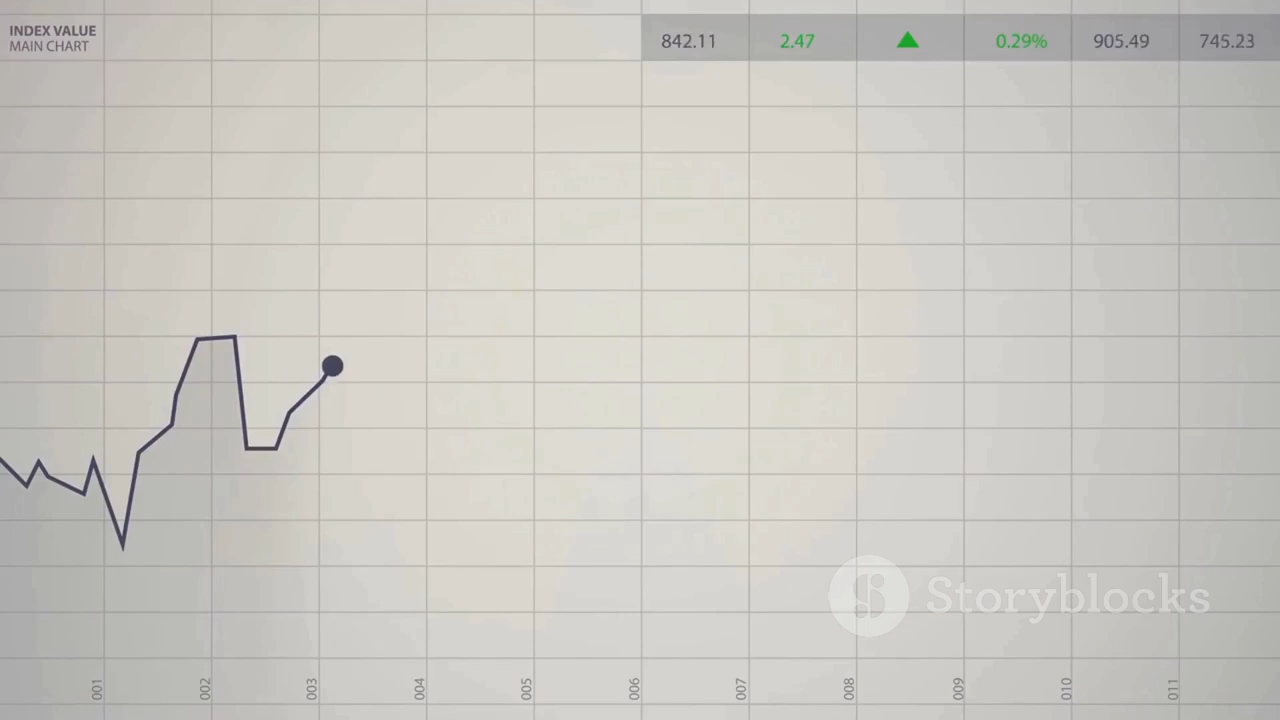 INDEX VALUE
MAIN CHART
842.11 2.47 0.29% 905.49 745.23
Storyblocks
001 002 003 004 005 006 007 008 009 010 011